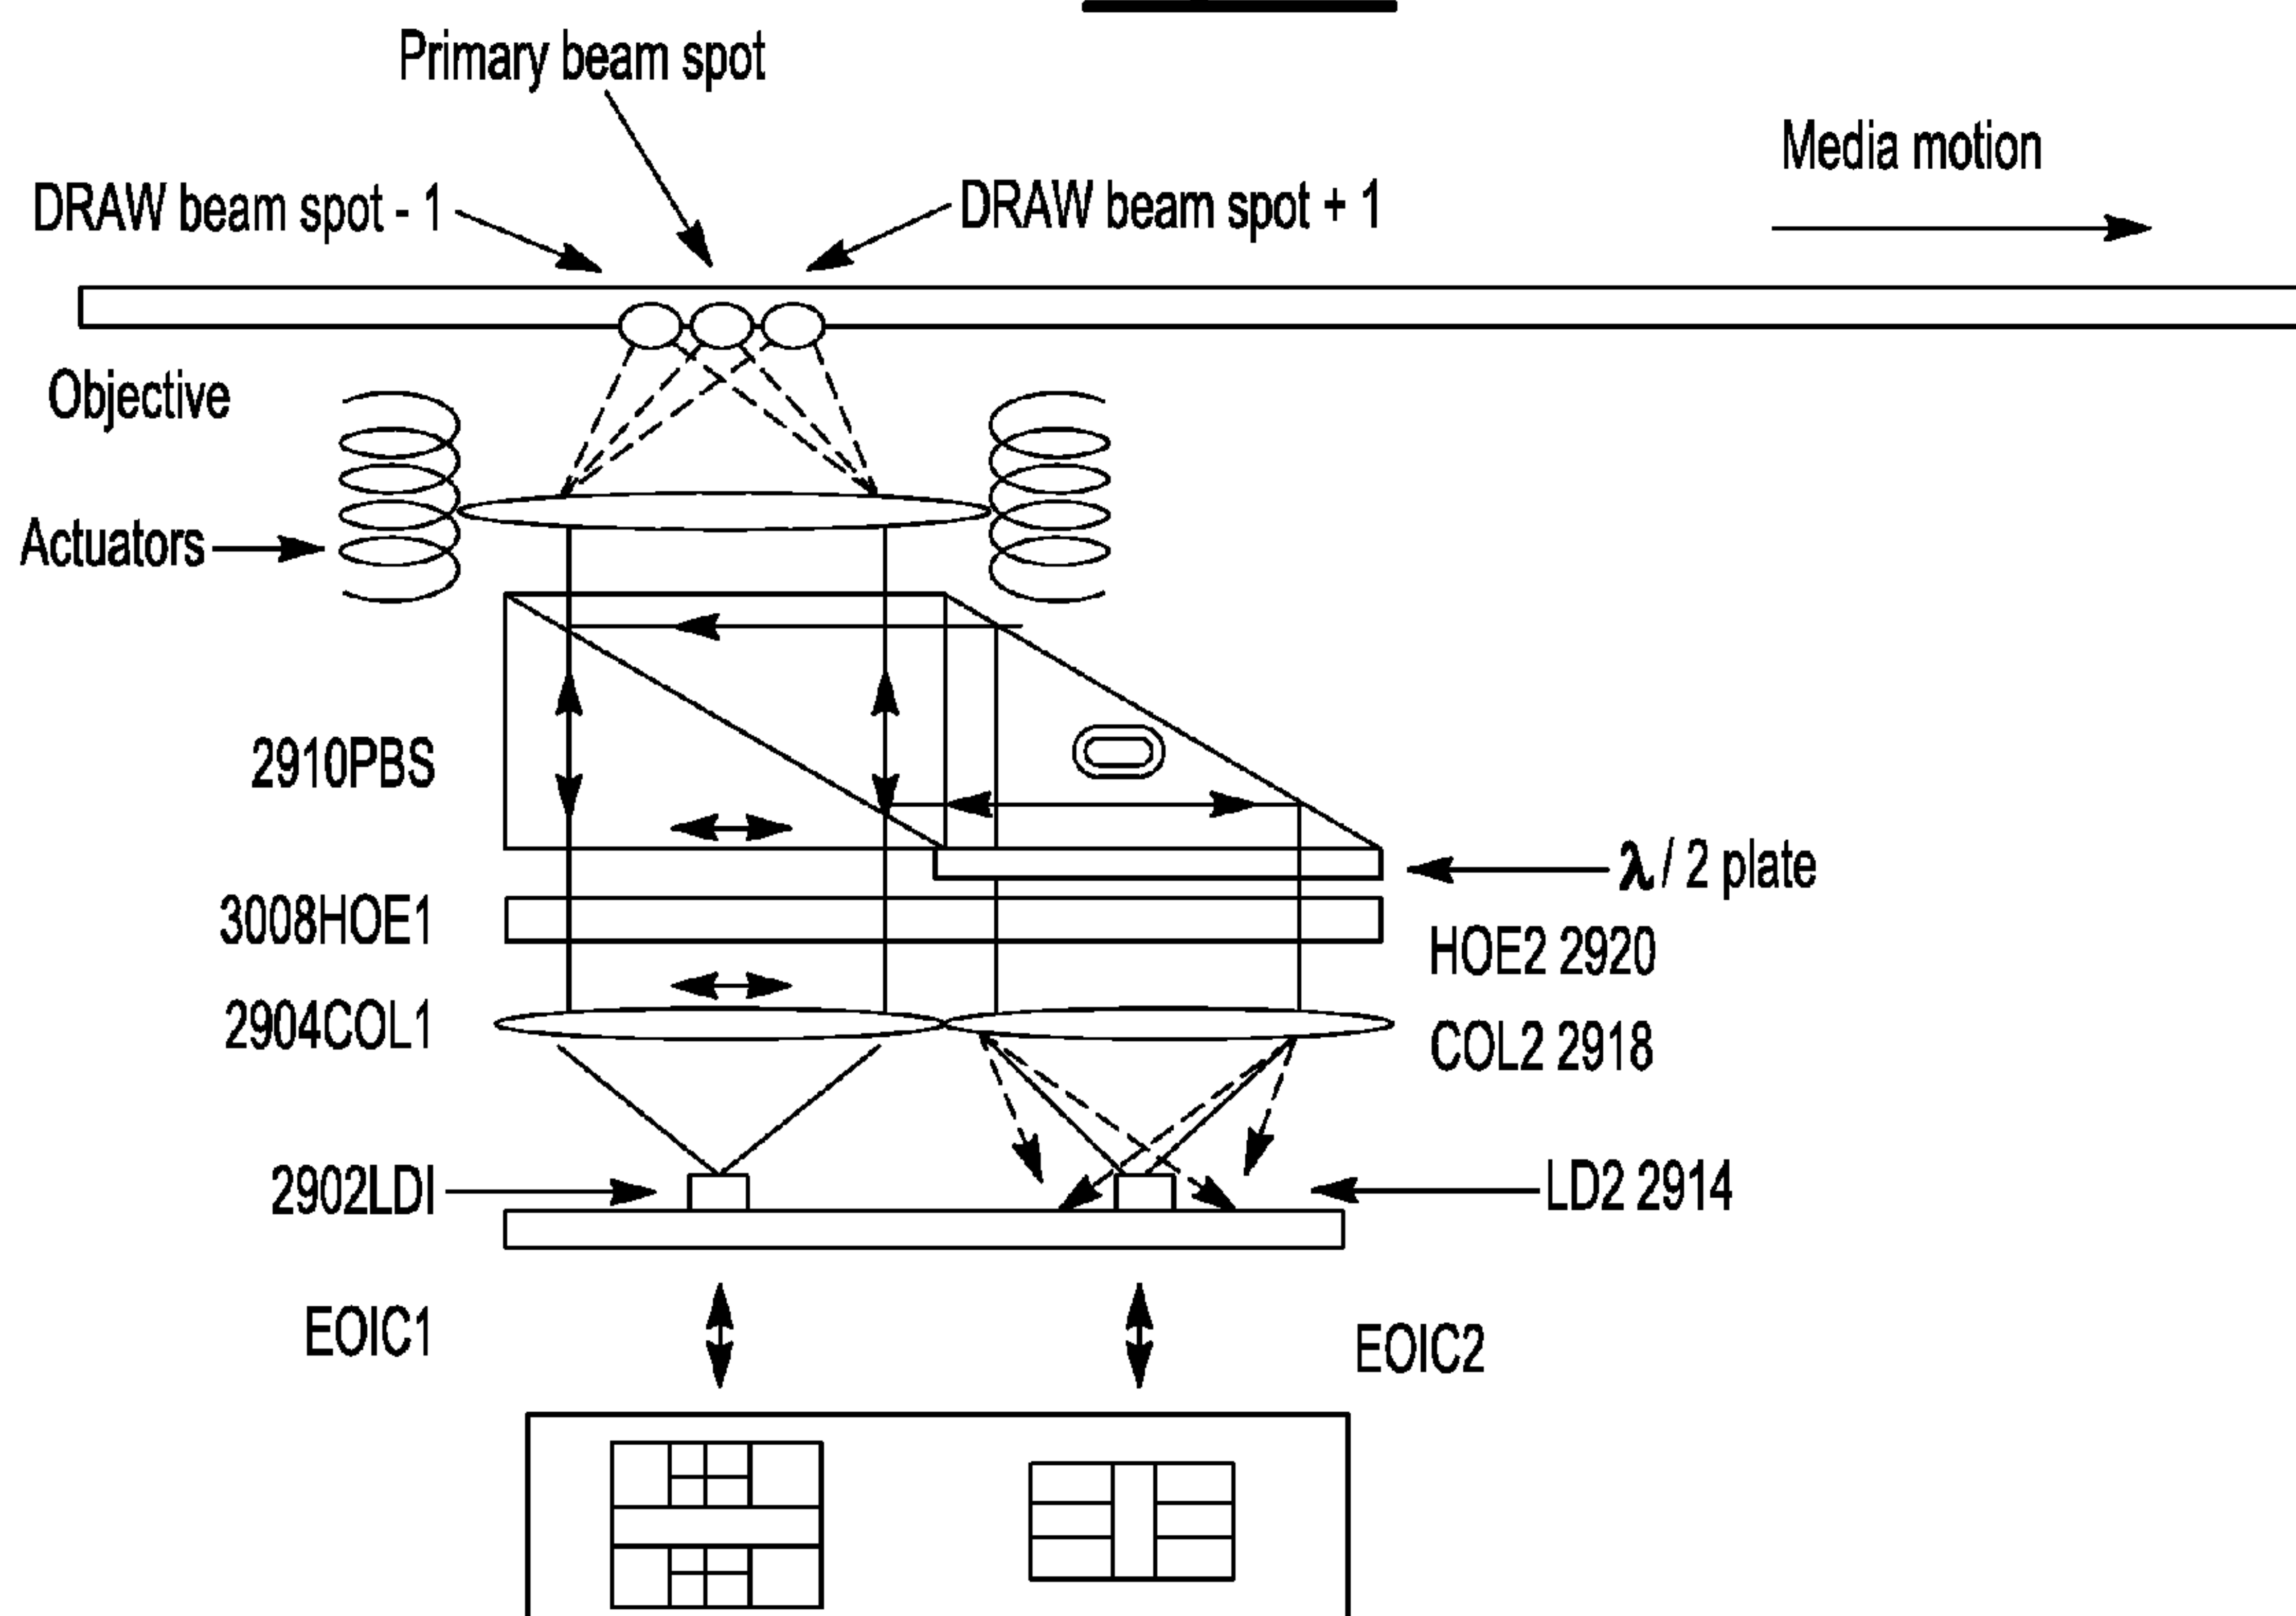 Primary beam spot
Media motion
DRAW beam spot - 1
DRAW beam spot + 1
Objective
Actuators
2910PBS
λ / 2 plate
3008HOE1
HOE2 2920
2904COL1
COL2 2918
2902LDI
LD2 2914
EOIC1
EOIC2